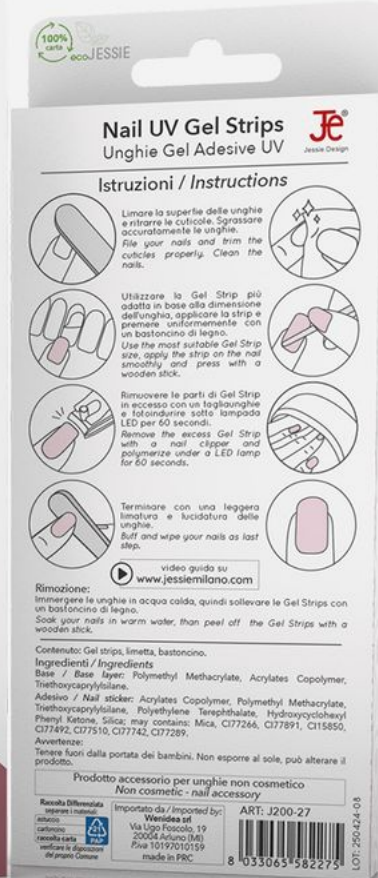 100%
carta
ecoJESSIE
Nail UV Gel Strips
Unghie Gel Adesive UV
Je®
Jessie Design
Istruzioni / Instructions
Limare la superfie delle unghie
e ritrarre le cuticole. Sgrassare
accuratamente le unghie.
File your nails and trim the
cuticles properly. Clean the
nails.
Utilizzare la Gel Strip più
adatta in base alla dimensione
dell'unghia, applicare la strip e
premere uniformemente con
un bastoncino di legno.
Use the most suitable Gel Strip
size, apply the strip on the nail
smoothly and press with a
wooden stick.
Rimuovere le parti di Gel Strip
in eccesso con un tagliaunghie
e fotoindurire sotto lampada
LED per 60 secondi.
Remove the excess Gel Strip
with a nail clipper and
polymerize under a LED lamp
for 60 seconds.
Terminare con una leggera
limatura e lucidatura delle
unghie.
Buff and wipe your nails as last
step.
video guida su
www.jessiemilano.com
Rimozione:
Immergere le unghie in acqua calda, quindi sollevare le Gel Strips con
un bastoncino di legno.
Soak your nails in warm water, than peel off the Gel Strips with a
wooden stick.
Contenuto: Gel strips, limetta, bastoncino.
Ingredienti / Ingredients
Base / Base layer: Polymethyl Methacrylate, Acrylates Copolymer,
Triethoxycaprylylsilane.
Adesivo / Nail sticker: Acrylates Copolymer, Polymethyl Methacrylate,
Triethoxycaprylylsilane, Polyethylene Terephthalate, Hydroxycyclohexyl
Phenyl Ketone, Silica; may contains: Mica, CI77266, CI77891, CI15850,
CI77492, CI77510, CI77742, CI77289.
Avvertenze:
Tenere fuori dalla portata dei bambini. Non esporre al sole, può alterare il
prodotto.
Prodotto accessorio per unghie non cosmetico
Non cosmetic - nail accessory
Raccolta Differenziata
separare i materiali:
astuccio
cartoncino
raccolta carta
verificare le disposizioni
del proprio Comune
21
PAP
Importato da / Imported by:
Wenidea srl
Via Ugo Foscolo, 19
20004 Arluno (MI)
P.iva 10197010159
made in PRC
ART: J200-27
8 033065 582275
LOT: 250424-08